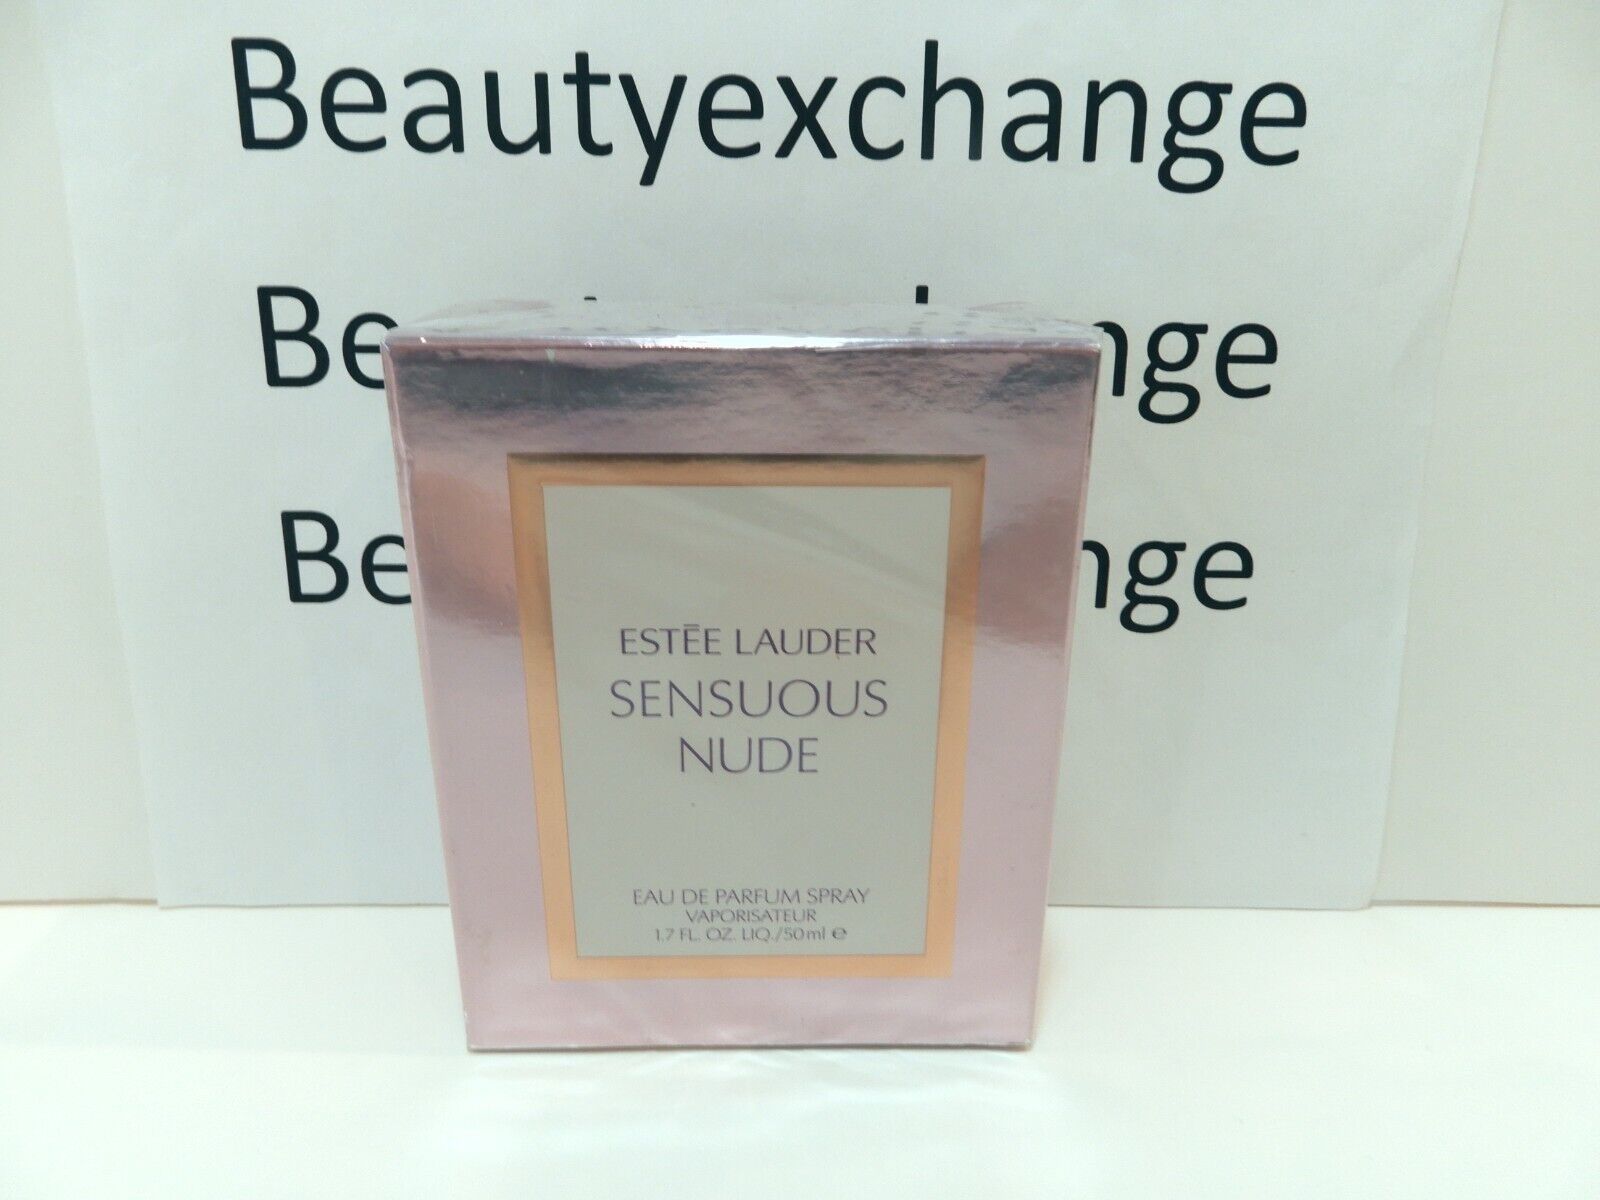 Beautyexchange
Be nge
Be nge
ESTĒE LAUDER
SENSUOUS
NUDE
EAU DE PARFUM SPRAY
VAPORISATEUR
1.7 FL. OZ. LIQ./50ml ℮